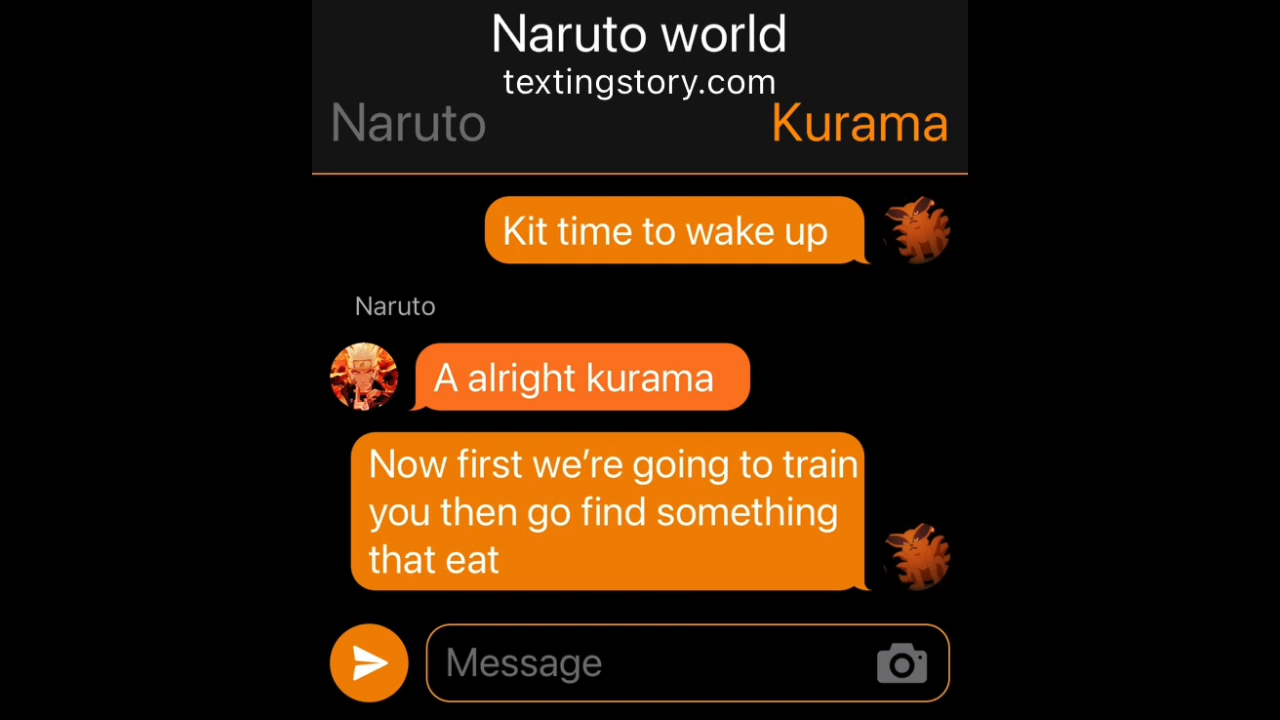 Naruto world
textingstory.com
Naruto Kurama
Kit time to wake up
Naruto
A alright kurama
Now first we’re going to train
you then go find something
that eat
Message